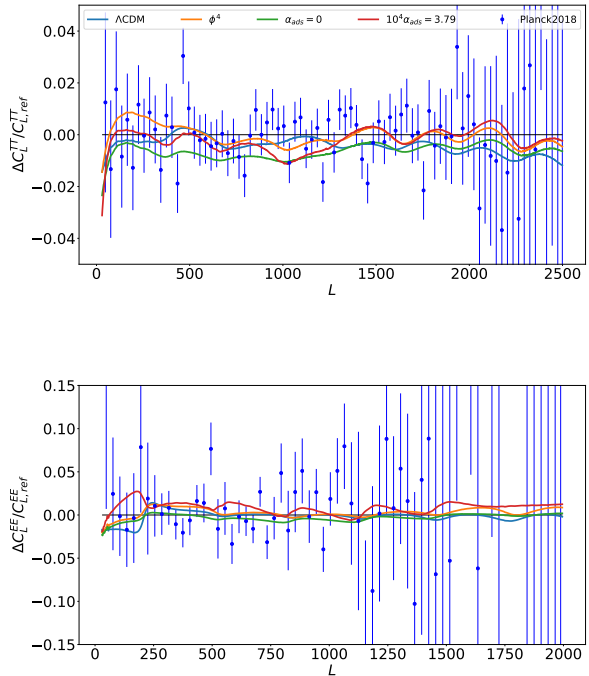 ΛCDM ϕ⁴ α_ads = 0 10⁴α_ads = 3.79 Planck2018
0.04
0.02
0.00
−0.02
−0.04
ΔC_L^TT/C_L,ref^TT
0 500 1000 1500 2000 2500
L
0.15
0.10
0.05
0.00
−0.05
−0.10
−0.15
ΔC_L^EE/C_L,ref^EE
0 250 500 750 1000 1250 1500 1750 2000
L